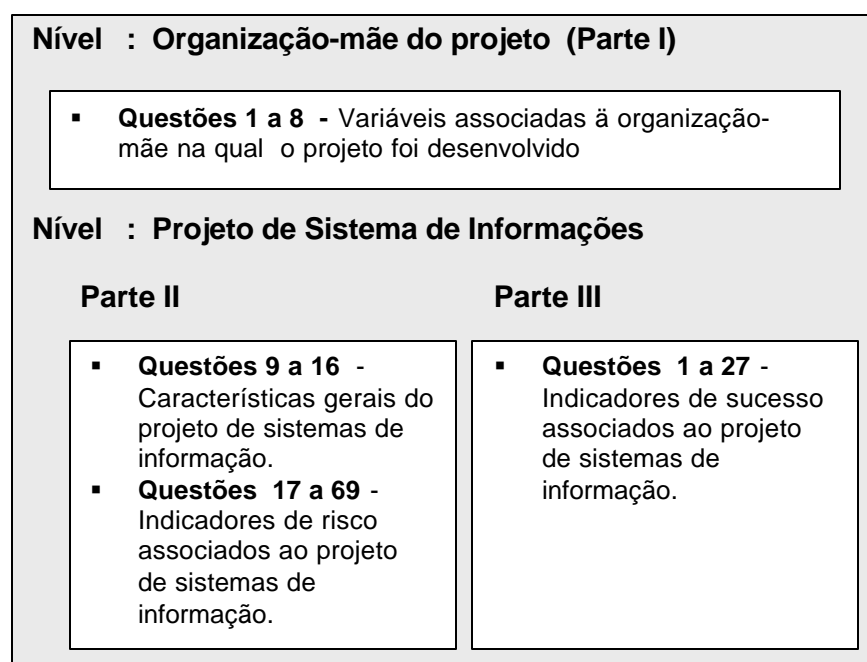 Nível : Organização-mãe do projeto (Parte I)
▪ Questões 1 a 8 - Variáveis associadas ä organização-
mãe na qual o projeto foi desenvolvido
Nível : Projeto de Sistema de Informações
Parte II
▪ Questões 9 a 16 -
Características gerais do
projeto de sistemas de
informação.
▪ Questões 17 a 69 -
Indicadores de risco
associados ao projeto
de sistemas de
informação.
Parte III
▪ Questões 1 a 27 -
Indicadores de sucesso
associados ao projeto
de sistemas de
informação.